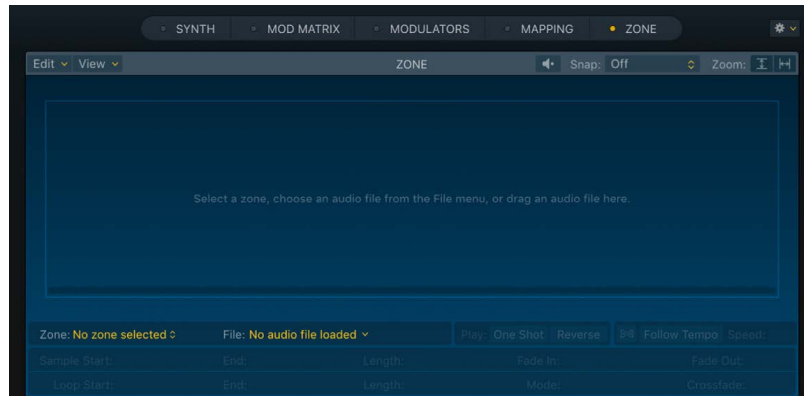 SYNTH MOD MATRIX MODULATORS MAPPING ZONE
Edit View ZONE Snap: Off Zoom:
Select a zone, choose an audio file from the File menu, or drag an audio file here.
Zone: No zone selected File: No audio file loaded Play: One Shot Reverse Follow Tempo Speed:
Sample Start: End: Length: Fade In: Fade Out:
Loop Start: End: Length: Mode: Crossfade: